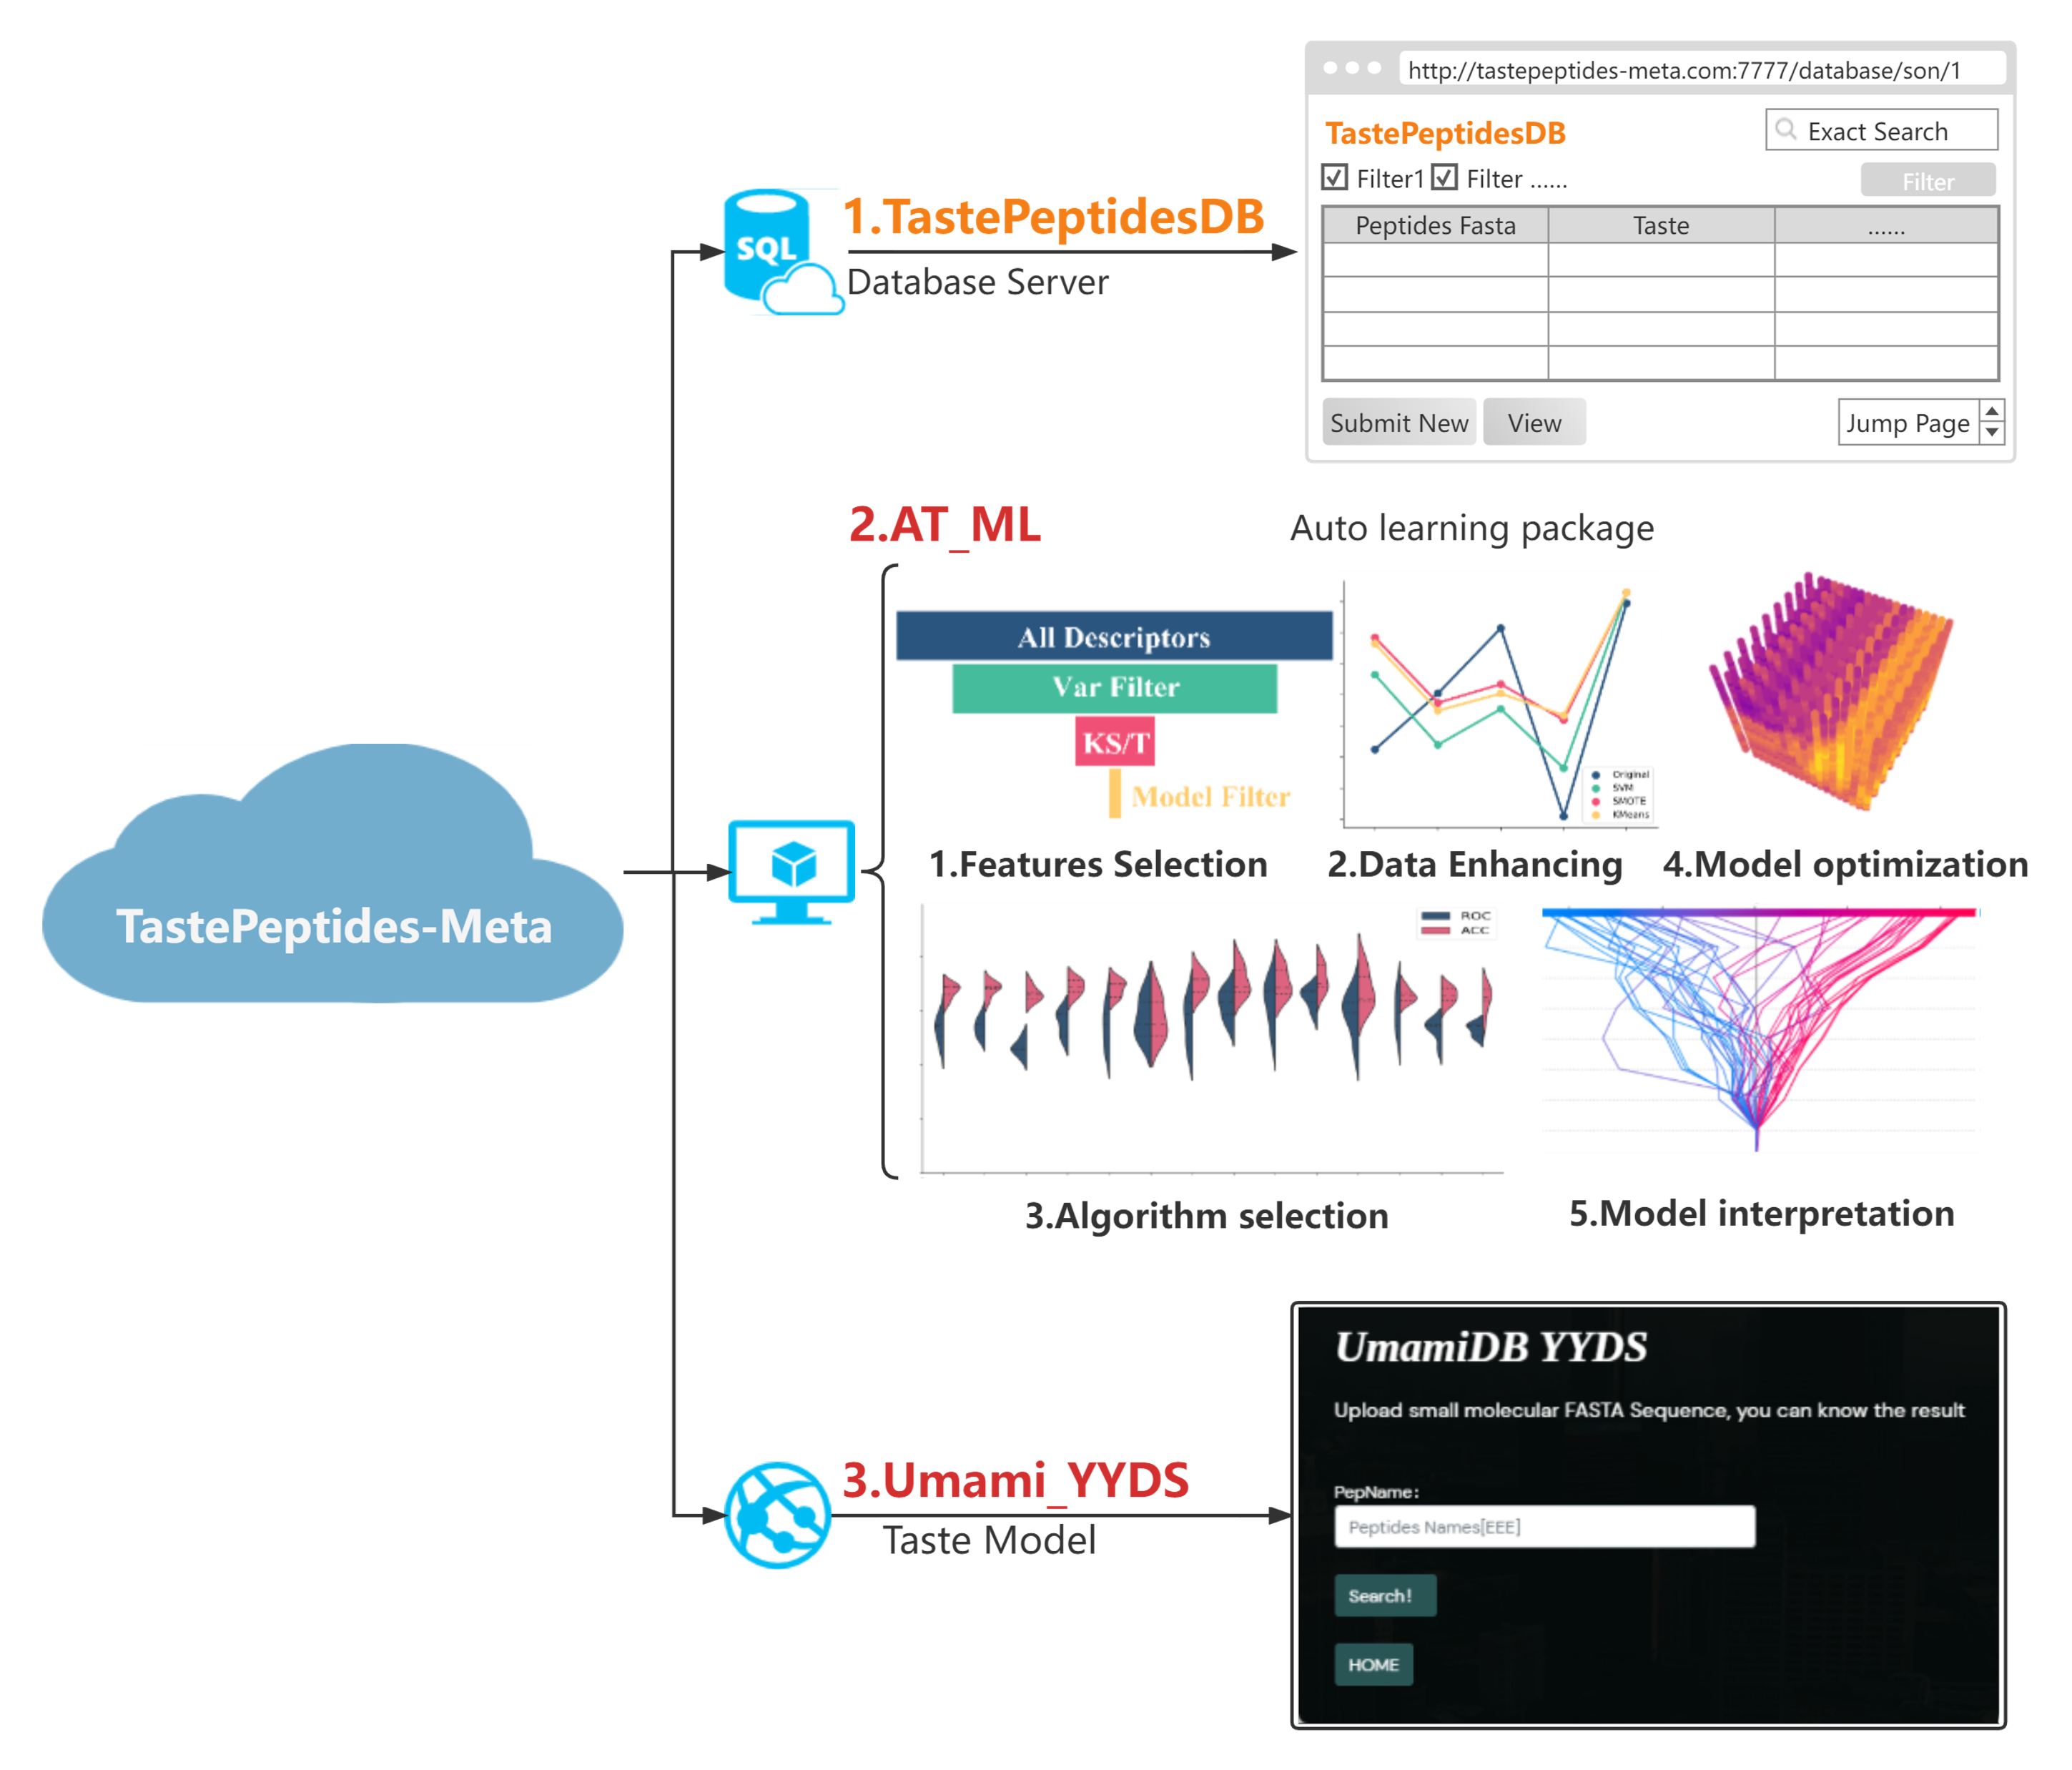 http://tastepeptides-meta.com:7777/database/son/1
TastePeptidesDB
Exact Search
Filter1
Filter ......
Filter
Peptides Fasta
Taste
......
Submit New
View
Jump Page
SQL
1.TastePeptidesDB
Database Server
2.AT_ML
Auto learning package
All Descriptors
Var Filter
KS/T
Model Filter
Original
SVM
SMOTE
KMeans
1.Features Selection
2.Data Enhancing
4.Model optimization
TastePeptides-Meta
ROC
ACC
3.Algorithm selection
5.Model interpretation
3.Umami_YYDS
Taste Model
UmamiDB YYDS
Upload small molecular FASTA Sequence, you can know the result
PepName:
Peptides Names[EEE]
Search!
HOME